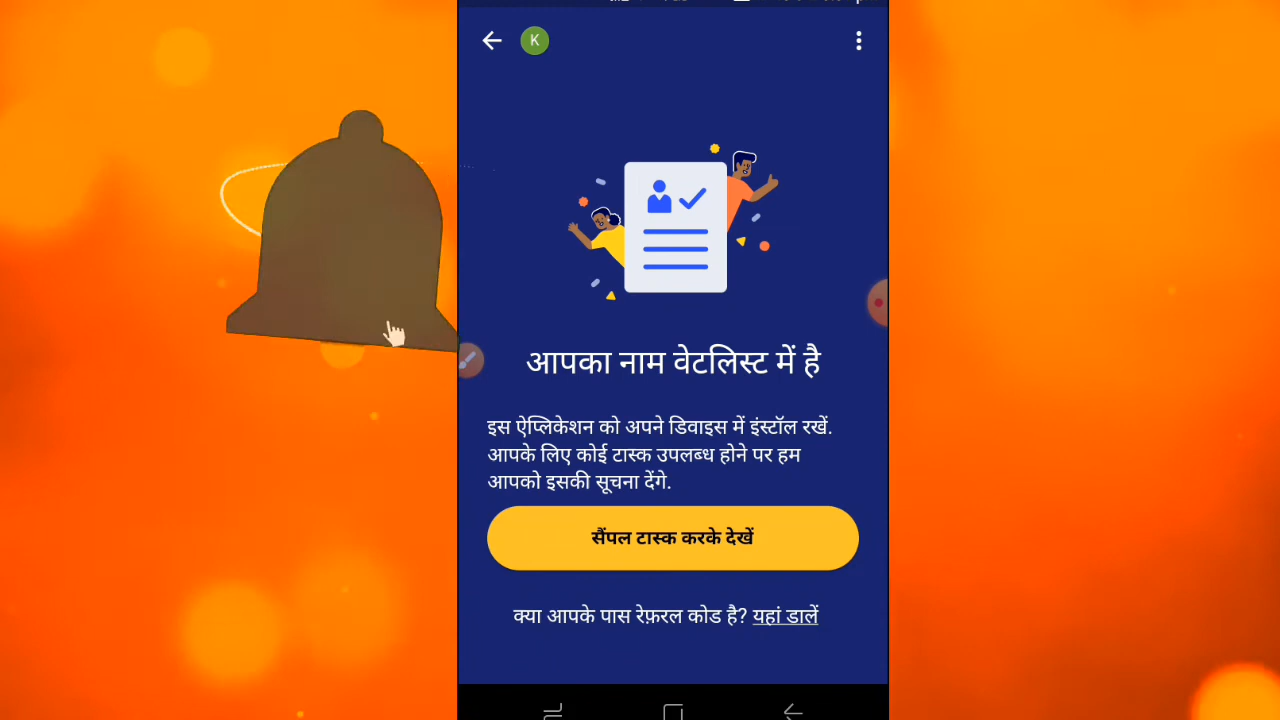 K
आपका नाम वेटलिस्ट में है
इस ऐप्लिकेशन को अपने डिवाइस में इंस्टॉल रखें.
आपके लिए कोई टास्क उपलब्ध होने पर हम
आपको इसकी सूचना देंगे.
सैंपल टास्क करके देखें
क्या आपके पास रेफ़रल कोड है? यहां डालें